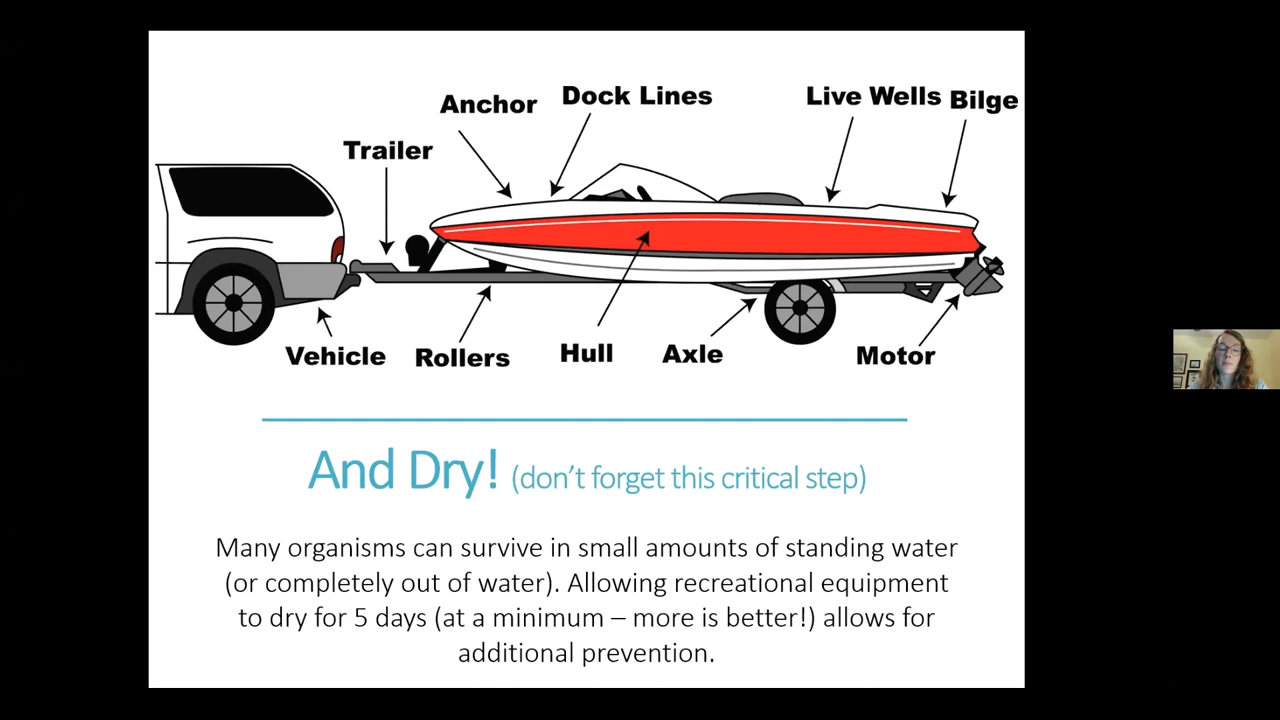 Anchor
Dock Lines
Live Wells
Bilge
Trailer
Vehicle
Rollers
Hull
Axle
Motor
And Dry! (don’t forget this critical step)
Many organisms can survive in small amounts of standing water
(or completely out of water). Allowing recreational equipment
to dry for 5 days (at a minimum – more is better!) allows for
additional prevention.